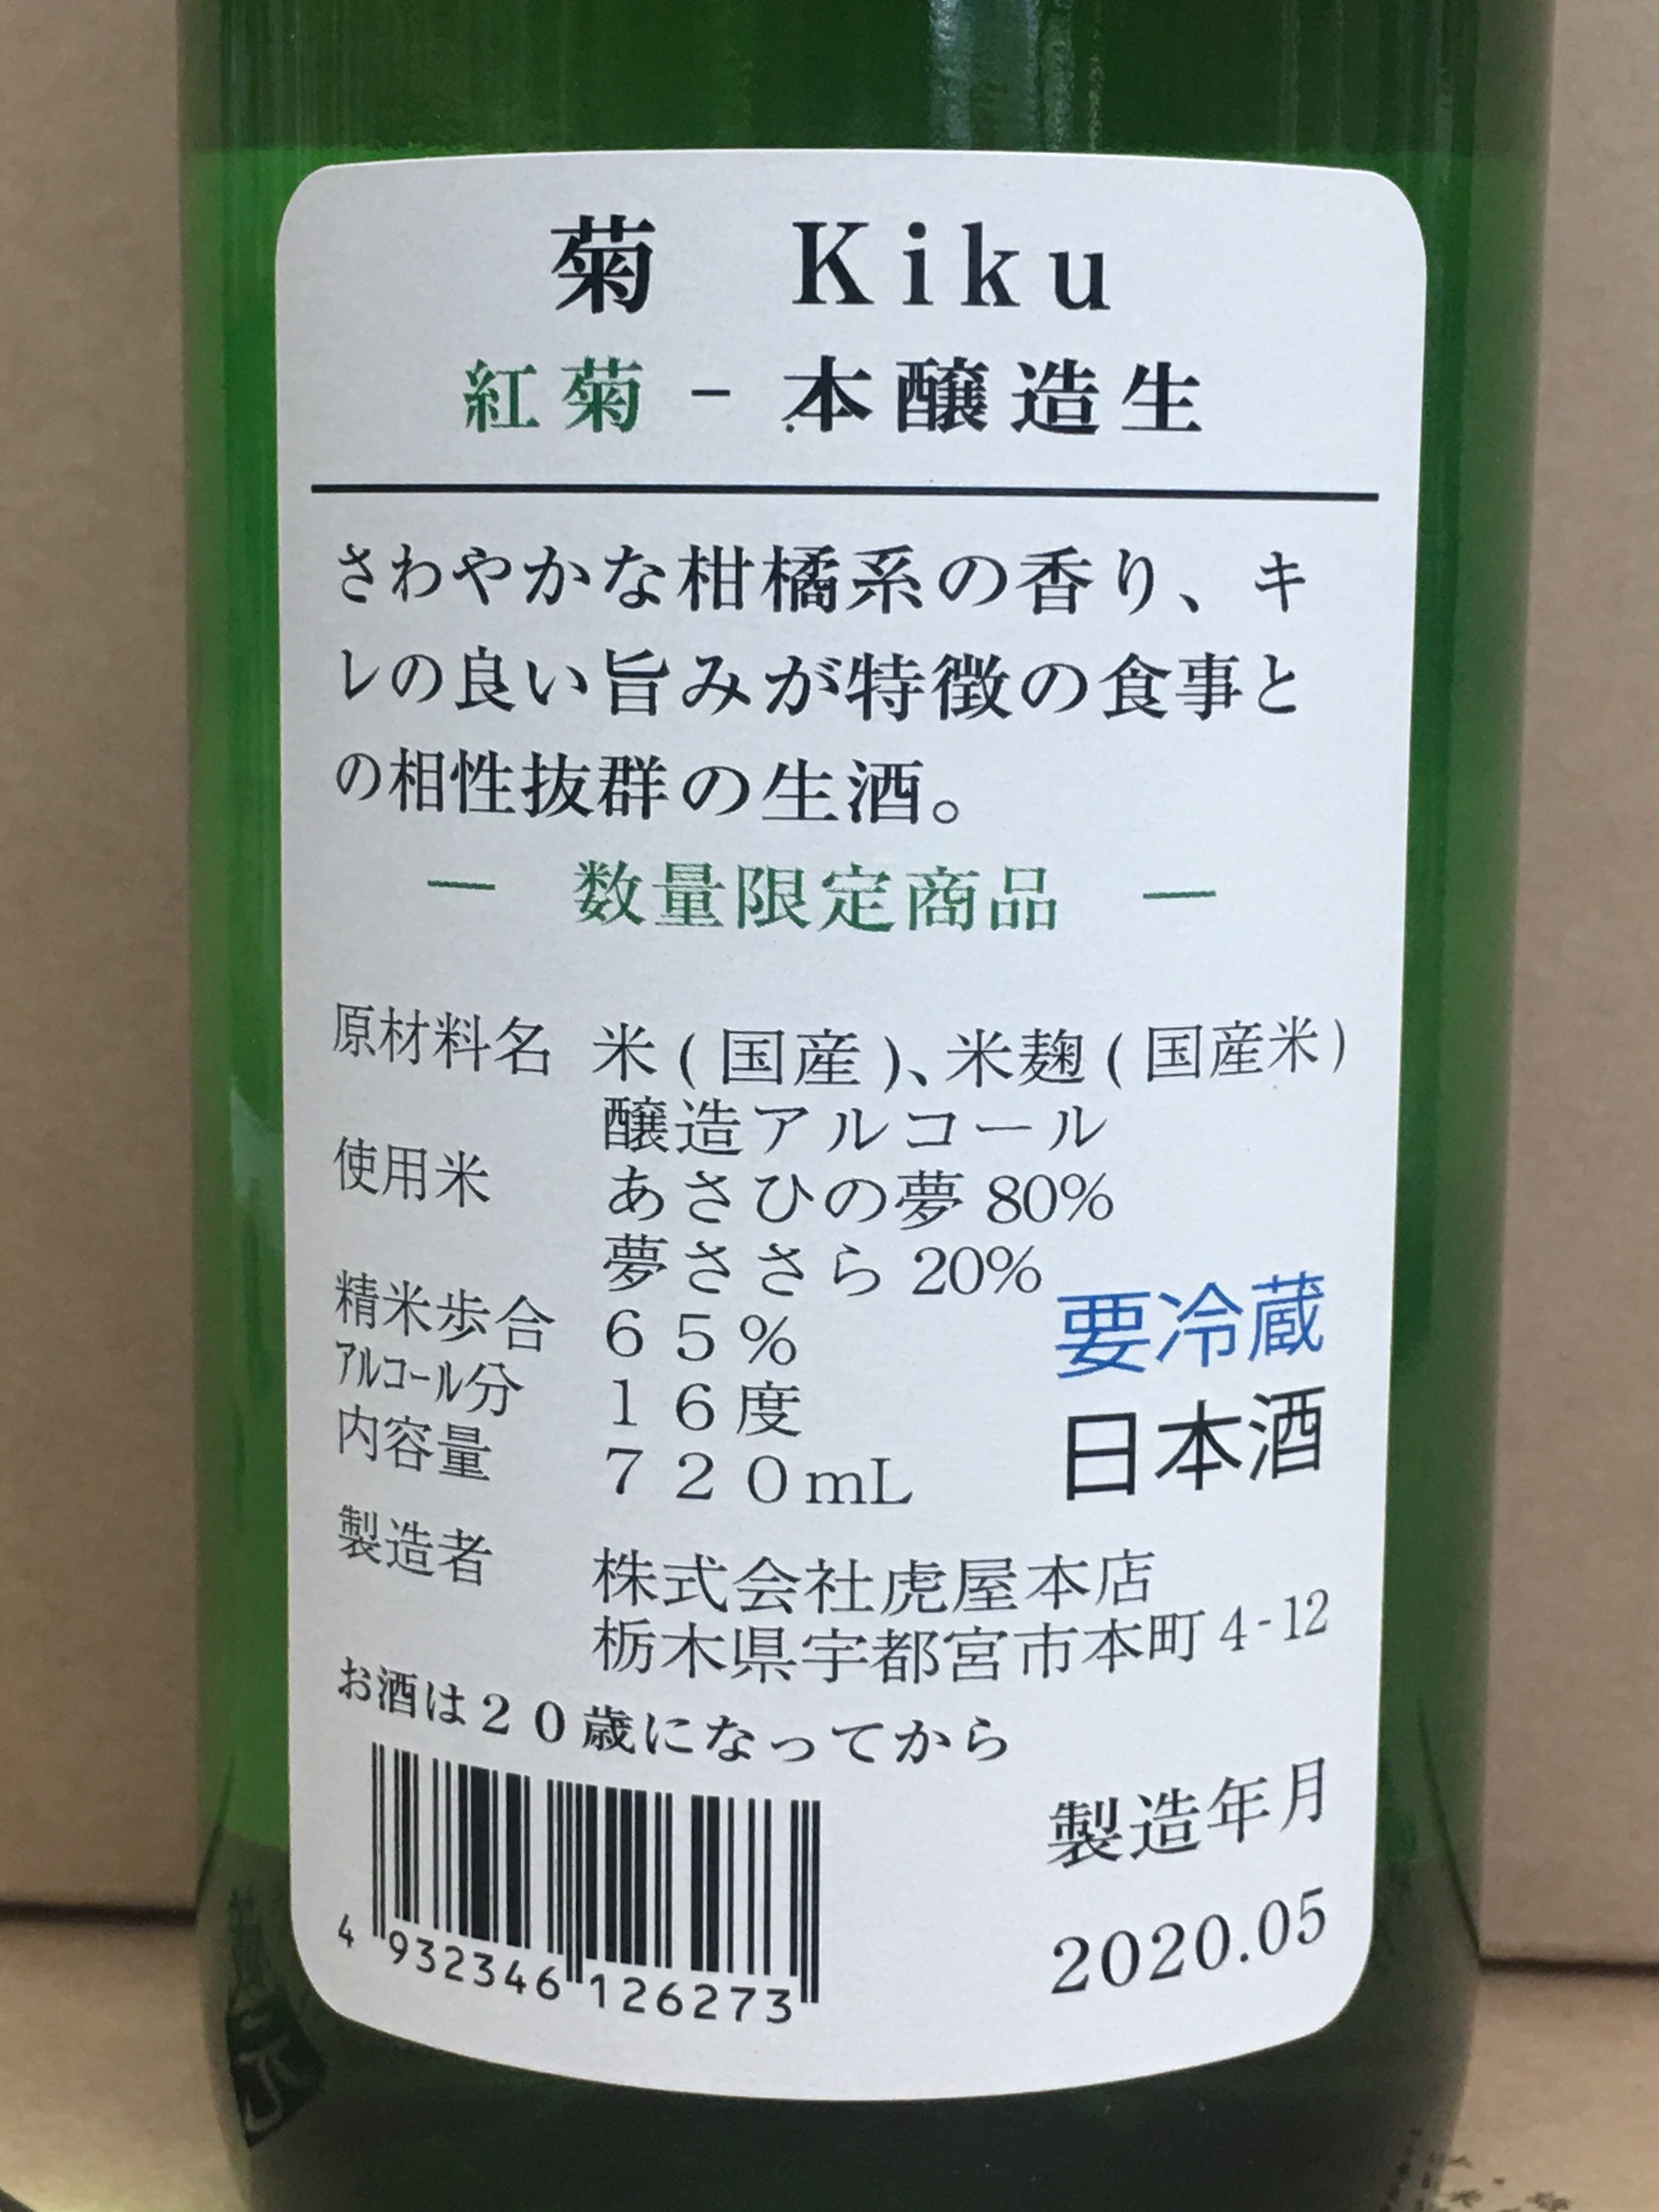 菊 Kiku
紅菊 - 本醸造生
さわやかな柑橘系の香り、キ
レの良い旨みが特徴の食事と
の相性抜群の生酒。
― 数量限定商品 ―
原材料名 米(国産)、米麹(国産米)
醸造アルコール
使用米 あさひの夢 80%
夢ささら 20%
精米歩合 65%
アルコール分 16度
内容量 720mL
要冷蔵
日本酒
製造者 株式会社虎屋本店
栃木県宇都宮市本町 4-12
お酒は20歳になってから
製造年月
2020.05
4 932346 126273